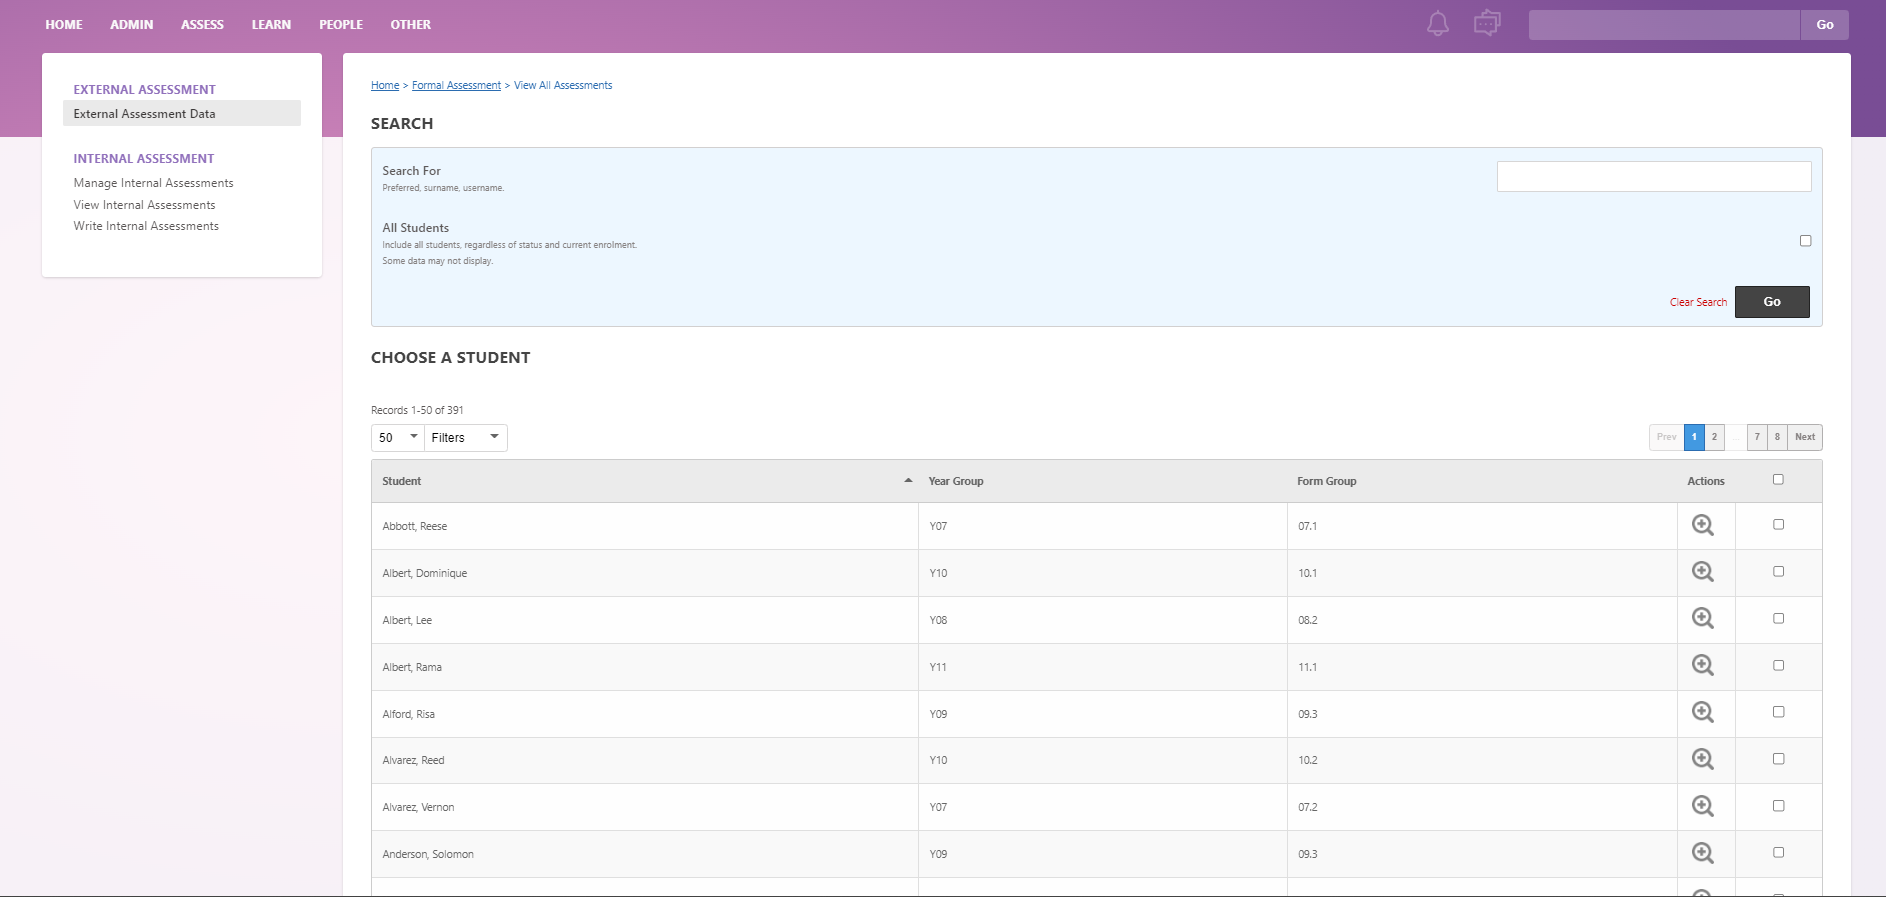 HOME ADMIN ASSESS LEARN PEOPLE OTHER Go
EXTERNAL ASSESSMENT
External Assessment Data
INTERNAL ASSESSMENT
Manage Internal Assessments
View Internal Assessments
Write Internal Assessments
Home > Formal Assessment > View All Assessments
SEARCH
Search For
Preferred, surname, username.
All Students
Include all students, regardless of status and current enrolment.
Some data may not display.
Clear Search Go
CHOOSE A STUDENT
Records 1-50 of 391
50 Filters Prev 1 2 ... 7 8 Next
Student Year Group Form Group Actions
Abbott, Reese Y07 07.1
Albert, Dominique Y10 10.1
Albert, Lee Y08 08.2
Albert, Rama Y11 11.1
Alford, Risa Y09 09.3
Alvarez, Reed Y10 10.2
Alvarez, Vernon Y07 07.2
Anderson, Solomon Y09 09.3